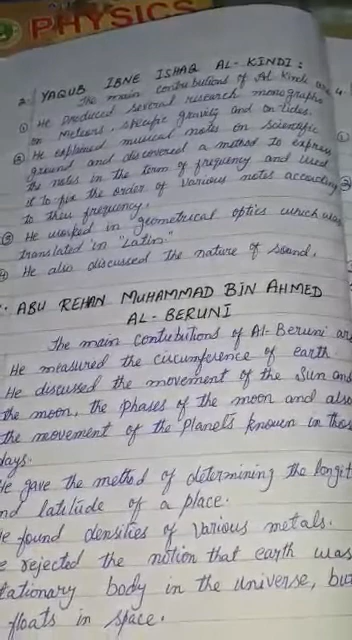 PHYSICS
2. YAQUB IBNE ISHAQ AL-KINDI:
The main contributions of Al Kindi are
① He produced several research monographs
on Meteors, specific gravity and on tides.
② He explained musical notes on scientific
ground and discovered a method to express
the notes in the term of frequency and used
it to fix the order of various notes according
to their frequency.
③ He worked in geometrical optics which was
translated in "Latin"
④ He also discussed the nature of sound.
ABU REHAN MUHAMMAD BIN AHMED
AL-BERUNI
The main contributions of Al-Beruni are
He measured the circumference of earth.
He discussed the movement of the Sun and
the moon, the phases of the moon and also
the movement of the Planets known in those
days.
He gave the method of determining the longit
nd latitude of a place.
He found densities of various metals.
e rejected the notion that earth was
tationary body in the universe, but
floats in space.